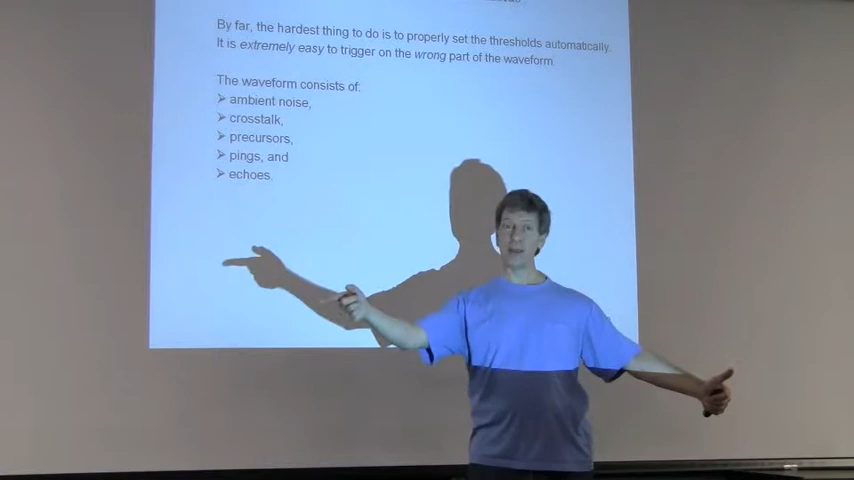 By far, the hardest thing to do is to properly set the thresholds automatically.
It is extremely easy to trigger on the wrong part of the waveform.
The waveform consists of:
➢ ambient noise,
➢ crosstalk,
➢ precursors,
➢ pings, and
➢ echoes.